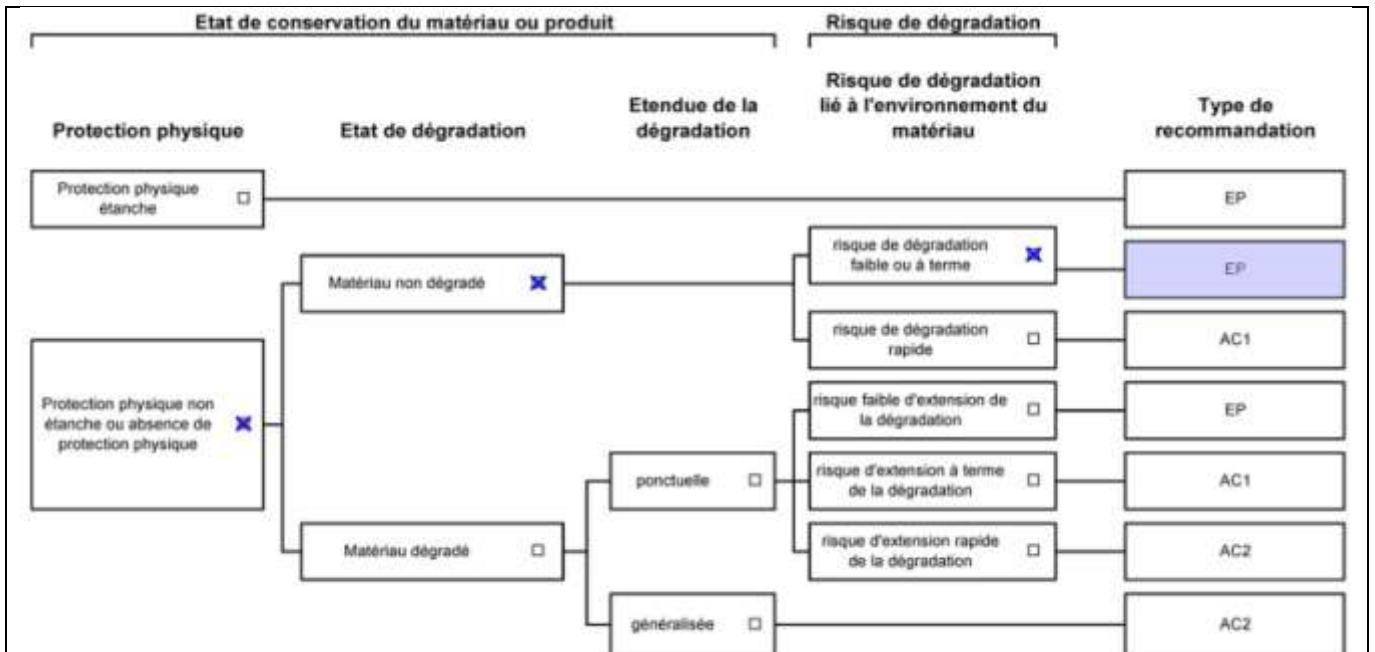 Etat de conservation du matériau ou produit
Risque de dégradation
Protection physique
Etat de dégradation
Etendue de la
dégradation
Risque de dégradation
lié à l'environnement du
matériau
Type de
recommandation
Protection physique
étanche
EP
Matériau non dégradé
risque de dégradation
faible ou à terme
EP
risque de dégradation
rapide
AC1
Protection physique non
étanche ou absence de
protection physique
risque faible d'extension de
la dégradation
EP
ponctuelle
risque d'extension à terme
de la dégradation
AC1
Matériau dégradé
risque d'extension rapide
de la dégradation
AC2
généralisée
AC2